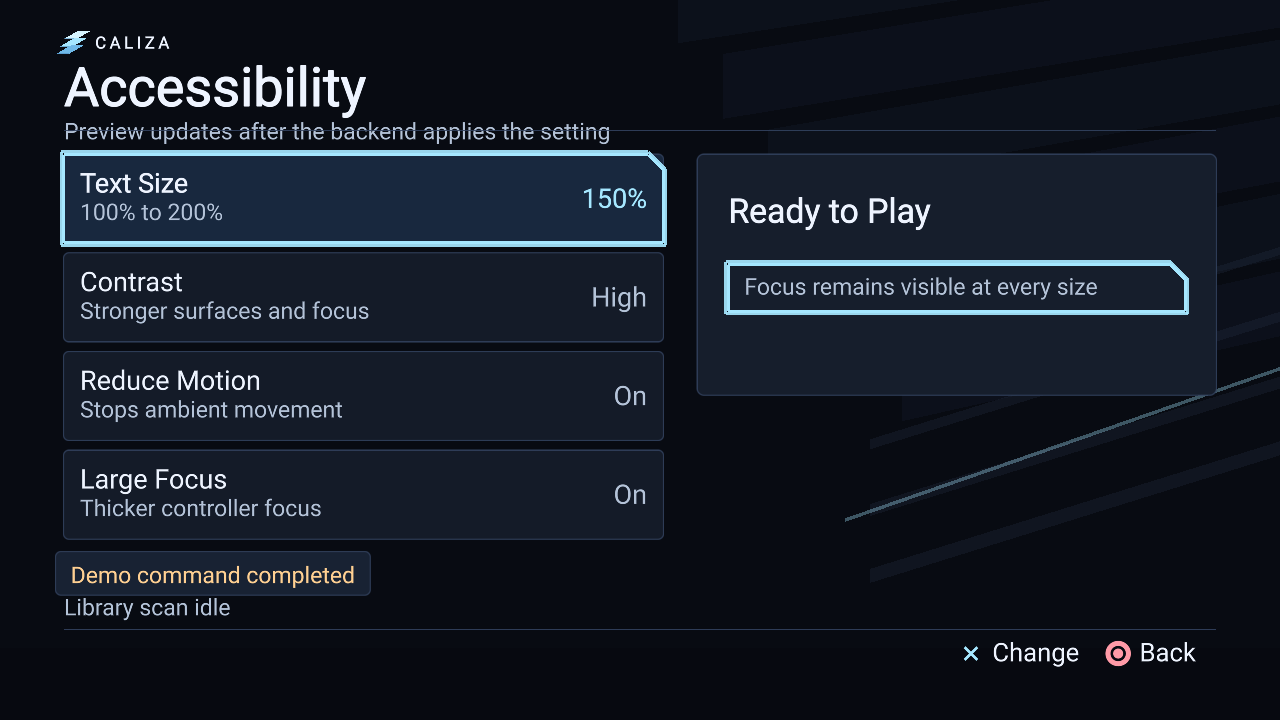 CALIZA
Accessibility
Preview updates after the backend applies the setting
Text Size
100% to 200%
150%
Contrast
Stronger surfaces and focus
High
Reduce Motion
Stops ambient movement
On
Large Focus
Thicker controller focus
On
Ready to Play
Focus remains visible at every size
Demo command completed
Library scan idle
Change
Back